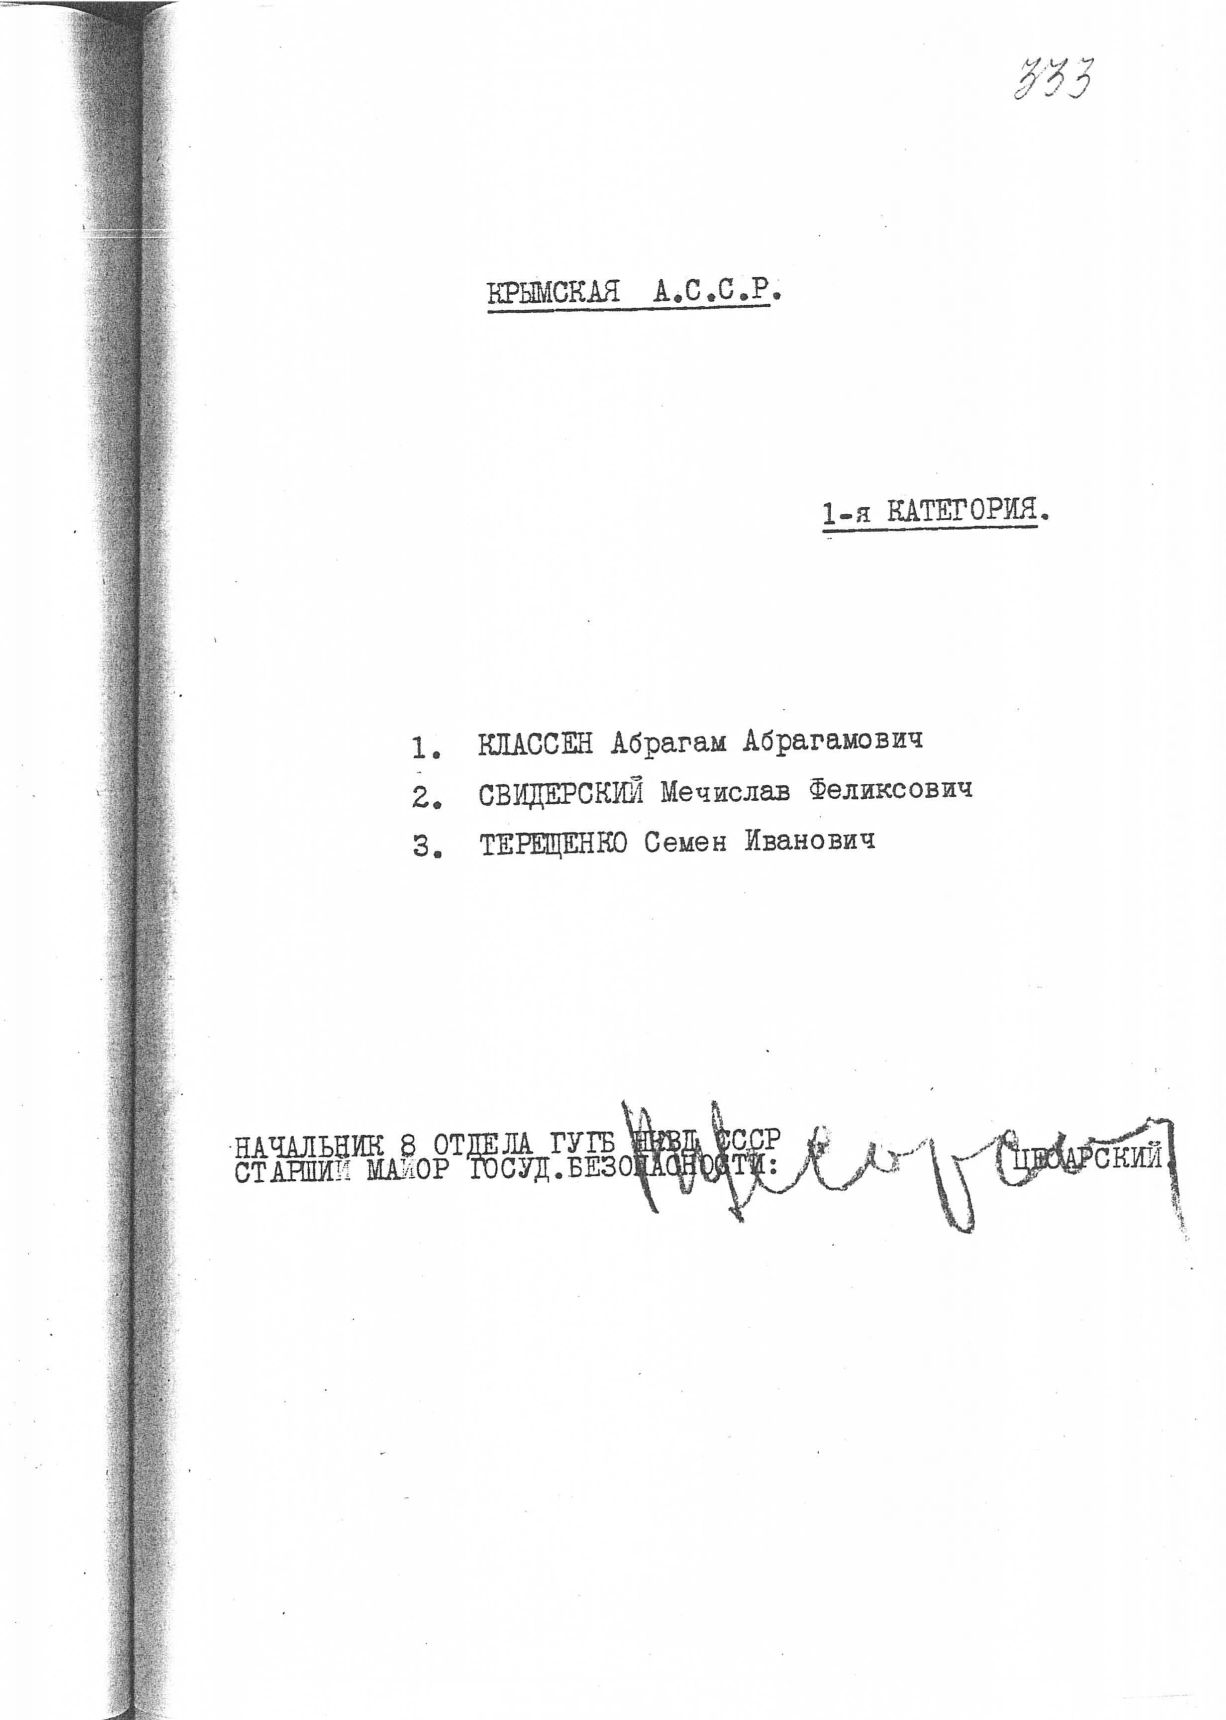 333
КРЫМСКАЯ А.С.С.Р.
1-я КАТЕГОРИЯ.
1. КЛАССЕН Абрагам Абрагамович
2. СВИДЕРСКИЙ Мечислав Феликсович
3. ТЕРЕЩЕНКО Семен Иванович
НАЧАЛЬНИК 8 ОТДЕЛА ГУГБ НКВД СССР
СТАРШИЙ МАЙОР ГОСУД.БЕЗОПАСНОСТИ: ЦЕСАРСКИЙ